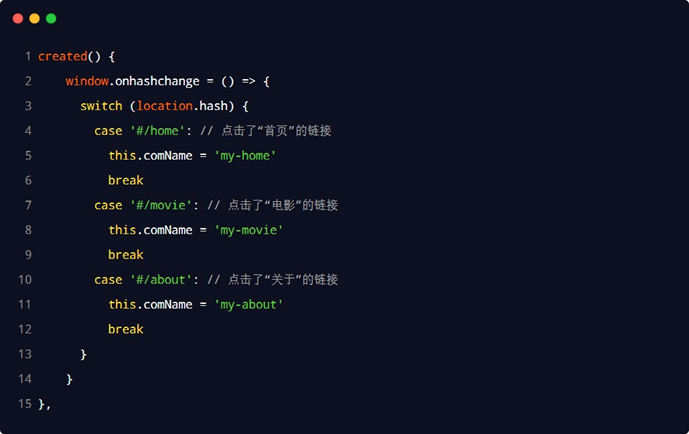 1 created() {
2 window.onhashchange = () => {
3 switch (location.hash) {
4 case '#/home': // 点击了“首页”的链接
5 this.comName = 'my-home'
6 break
7 case '#/movie': // 点击了“电影”的链接
8 this.comName = 'my-movie'
9 break
10 case '#/about': // 点击了“关于”的链接
11 this.comName = 'my-about'
12 break
13 }
14 }
15 },